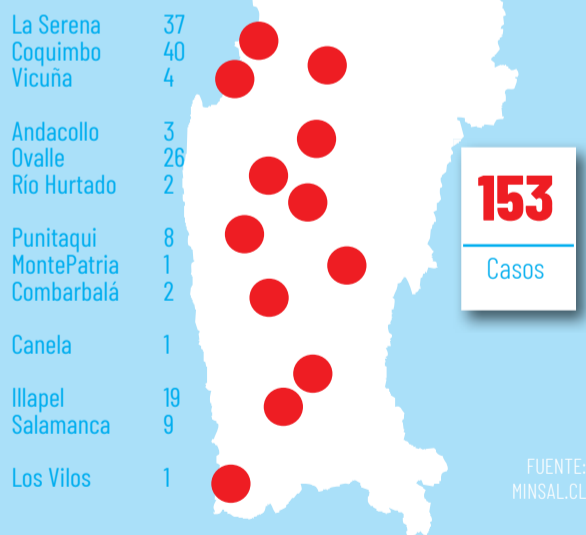 La Serena 37
Coquimbo 40
Vicuña 4
Andacollo 3
Ovalle 26
Río Hurtado 2
Punitaqui 8
MontePatria 1
Combarbalá 2
Canela 1
Illapel 19
Salamanca 9
Los Vilos 1
153
Casos
FUENTE:
MINSAL.CL